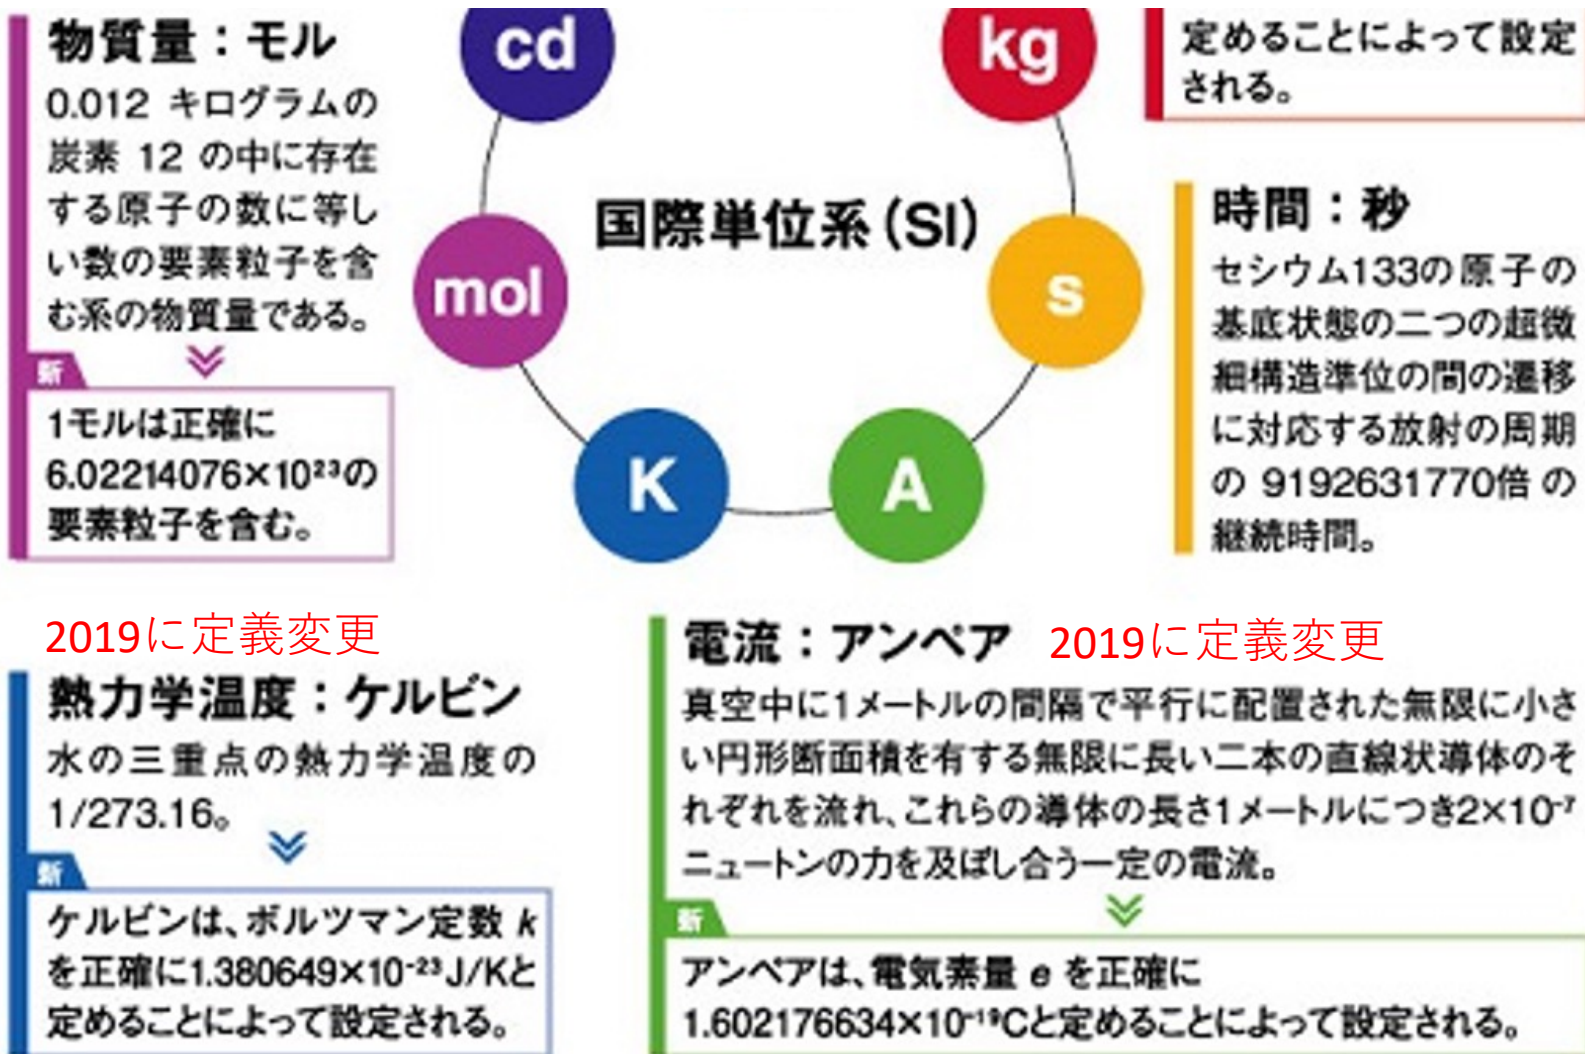 物質量：モル
0.012 キログラムの
炭素 12 の中に存在
する原子の数に等し
い数の要素粒子を含
む系の物質量である。
新
1モルは正確に
6.02214076×10²³の
要素粒子を含む。
cd
kg
mol
国際単位系(SI)
s
K
A
定めることによって設定
される。
時間：秒
セシウム133の原子の
基底状態の二つの超微
細構造準位の間の遷移
に対応する放射の周期
の 9192631770倍 の
継続時間。
2019に定義変更
熱力学温度：ケルビン
水の三重点の熱力学温度の
1/273.16。
新
ケルビンは、ボルツマン定数 k
を正確に1.380649×10⁻²³J/Kと
定めることによって設定される。
電流：アンペア 2019に定義変更
真空中に1メートルの間隔で平行に配置された無限に小さ
い円形断面積を有する無限に長い二本の直線状導体のそ
れぞれを流れ、これらの導体の長さ1メートルにつき2×10⁻⁷
ニュートンの力を及ぼし合う一定の電流。
新
アンペアは、電気素量 e を正確に
1.602176634×10⁻¹⁹Cと定めることによって設定される。